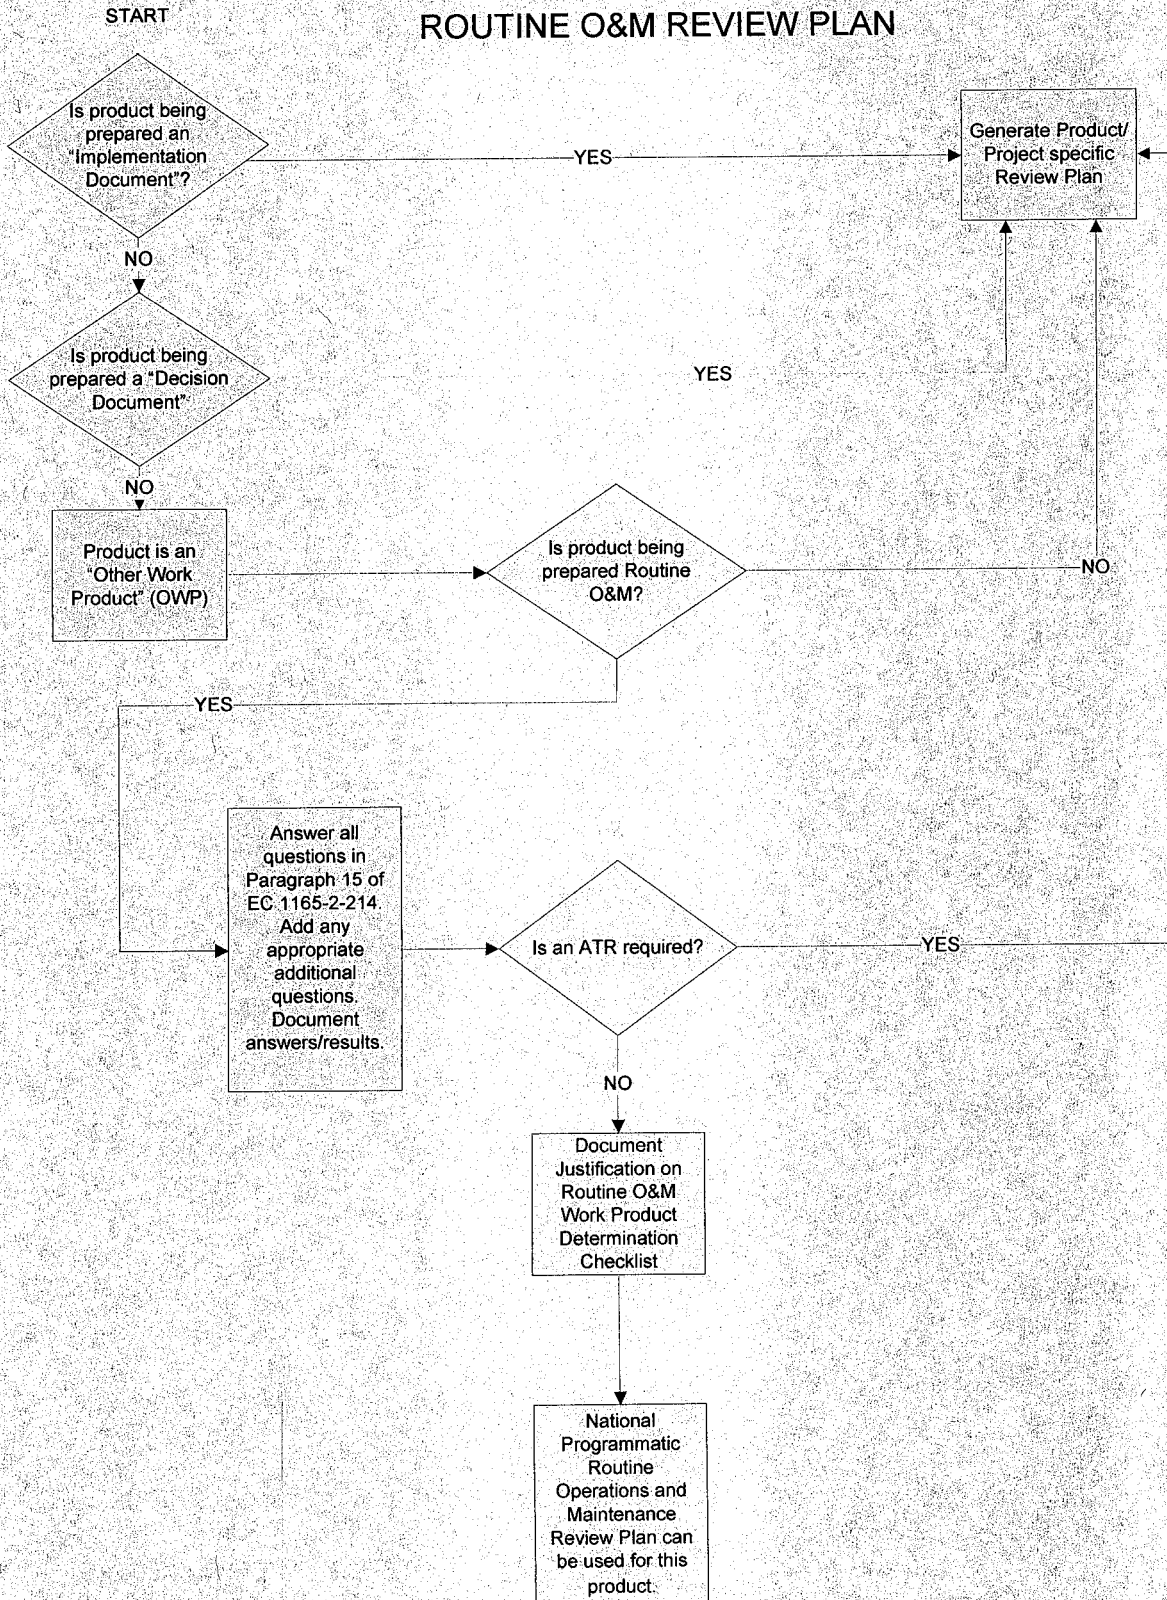 START
ROUTINE O&M REVIEW PLAN
Is product being
prepared an
"Implementation
Document"?
YES
Generate Product/
Project specific
Review Plan
NO
Is product being
prepared a "Decision
Document"
YES
NO
Product is an
"Other Work
Product" (OWP)
Is product being
prepared Routine
O&M?
NO
YES
Answer all
questions in
Paragraph 15 of
EC 1165-2-214.
Add any
appropriate
additional
questions.
Document
answers/results.
Is an ATR required?
YES
NO
Document
Justification on
Routine O&M
Work Product
Determination
Checklist
National
Programmatic
Routine
Operations and
Maintenance
Review Plan can
be used for this
product.